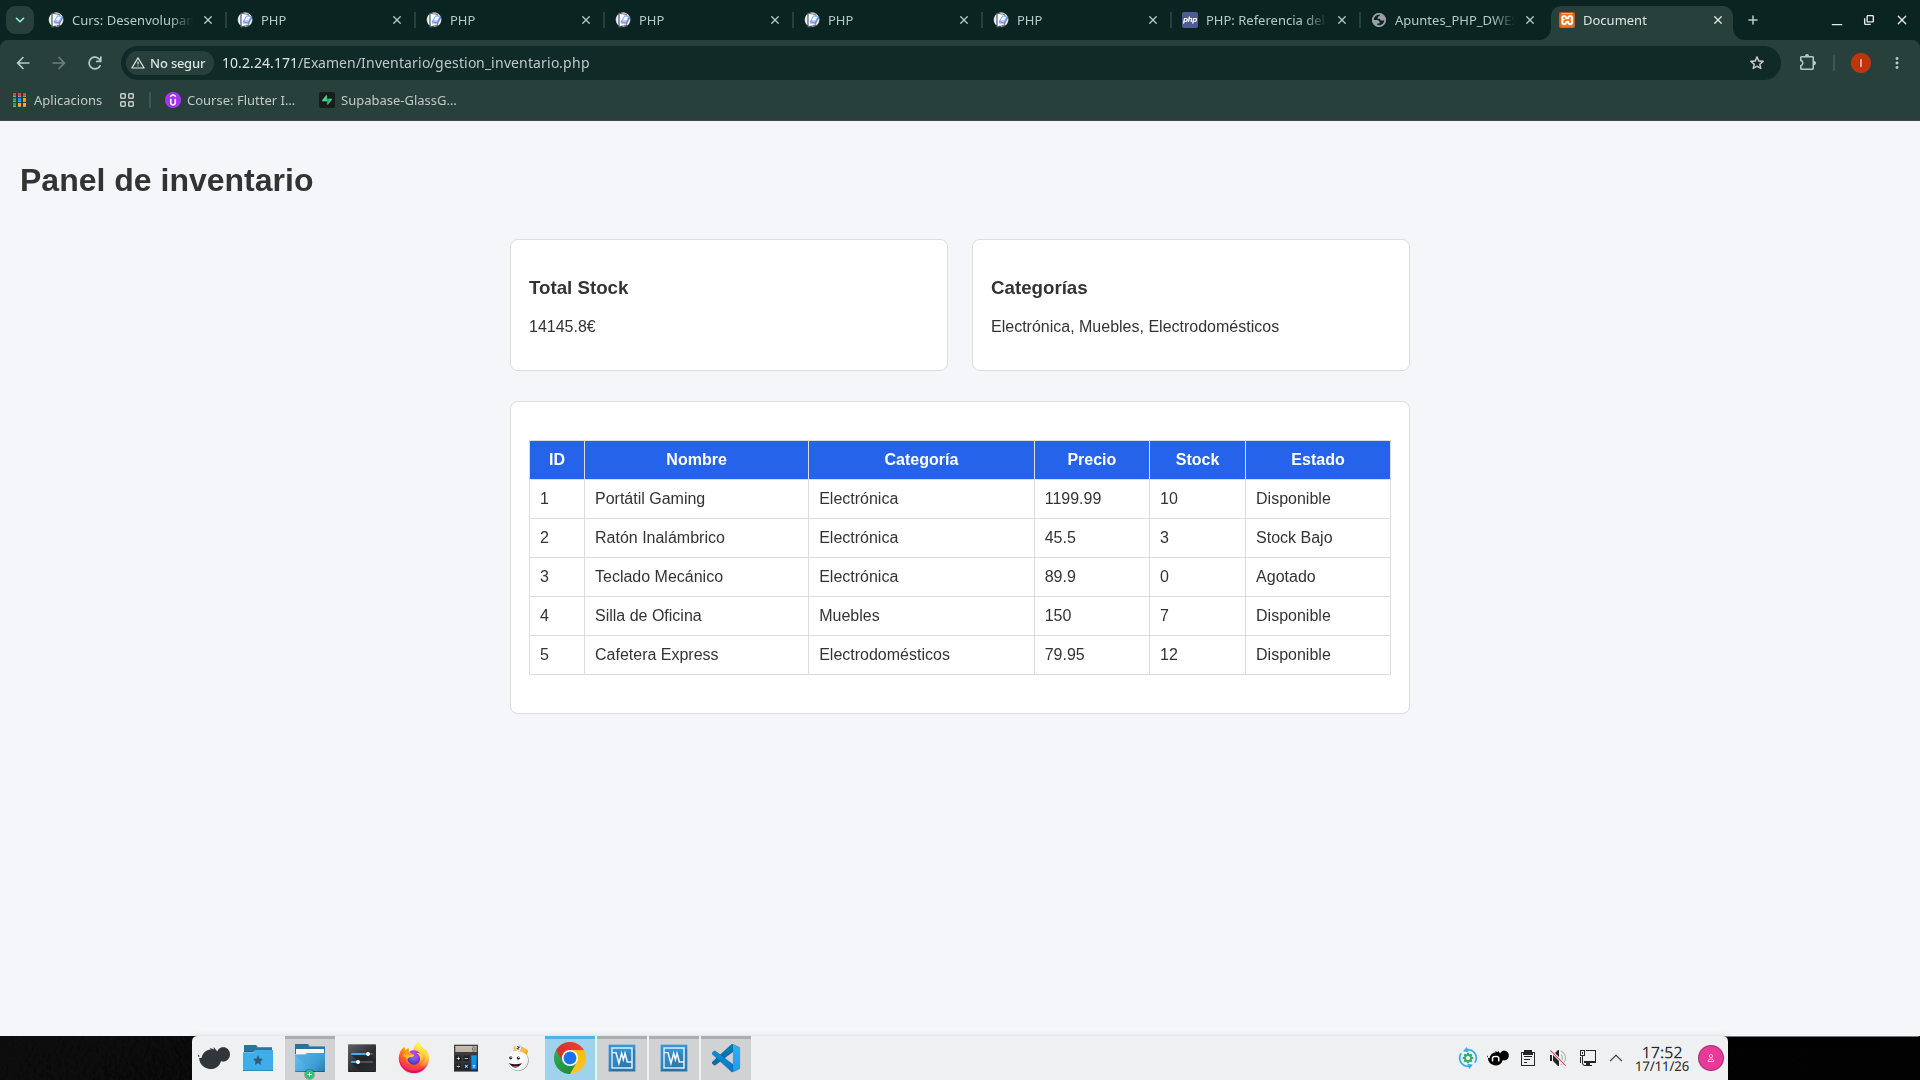 Curs: Desenvolupar
PHP
PHP
PHP
PHP
PHP
PHP: Referencia del
Apuntes_PHP_DWES
Document
No segur
10.2.24.171/Examen/Inventario/gestion_inventario.php
I
Aplicacions
Course: Flutter I...
Supabase-GlassG...
Panel de inventario
Total Stock
14145.8€
Categorías
Electrónica, Muebles, Electrodomésticos
ID Nombre Categoría Precio Stock Estado
1 Portátil Gaming Electrónica 1199.99 10 Disponible
2 Ratón Inalámbrico Electrónica 45.5 3 Stock Bajo
3 Teclado Mecánico Electrónica 89.9 0 Agotado
4 Silla de Oficina Muebles 150 7 Disponible
5 Cafetera Express Electrodomésticos 79.95 12 Disponible
17:52
17/11/26